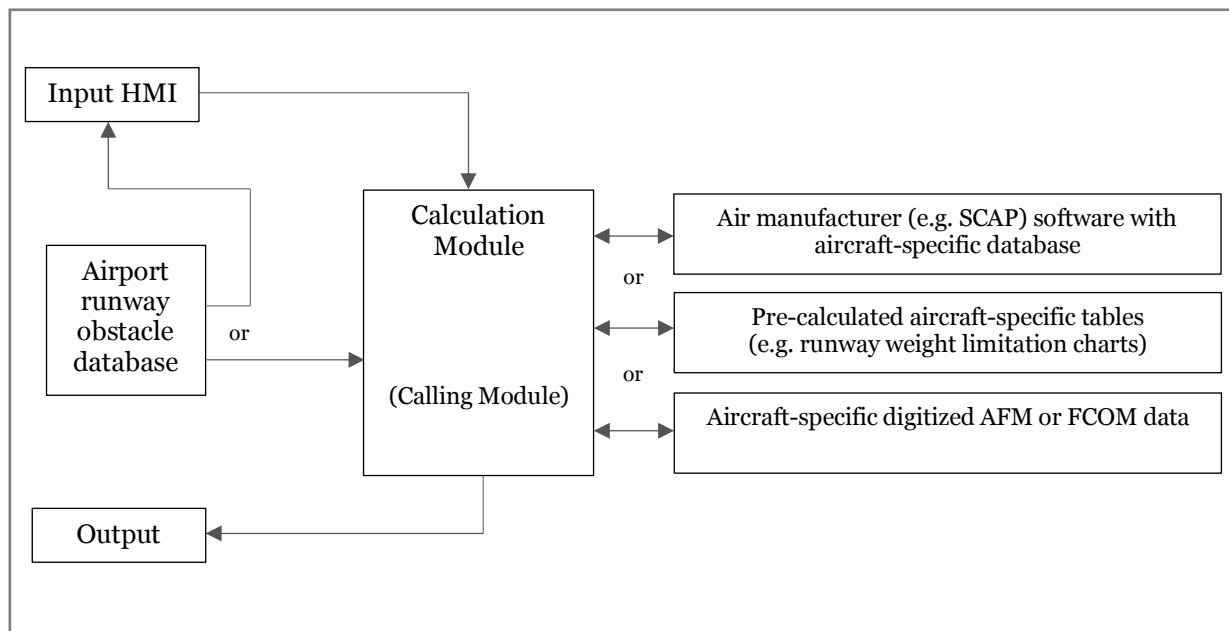 Input HMI
Calculation
Module
(Calling Module)
Airport
runway
obstacle
database
or
Output
Air manufacturer (e.g. SCAP) software with
aircraft-specific database
or
Pre-calculated aircraft-specific tables
(e.g. runway weight limitation charts)
or
Aircraft-specific digitized AFM or FCOM data